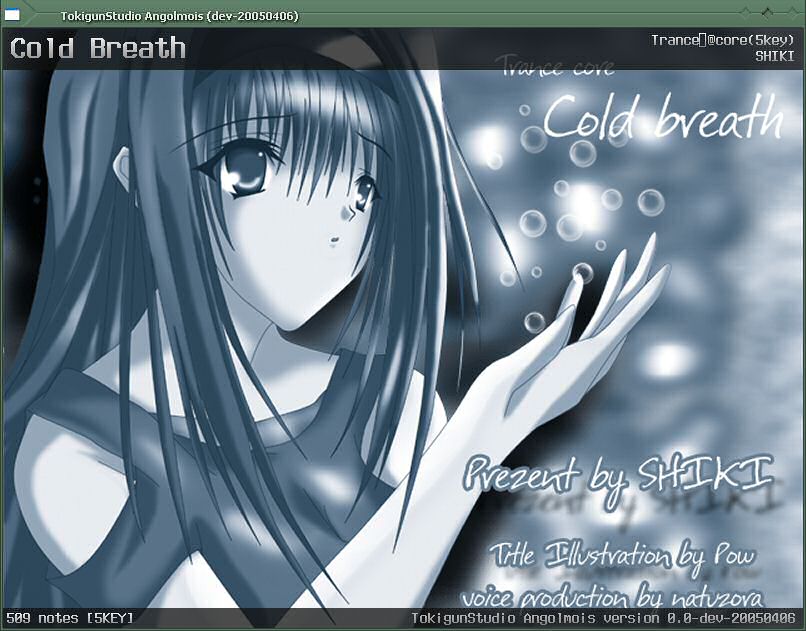 TokigunStudio Angolmois (dev-20050406)
Cold Breath
Trance▯@core(5key)
SHIKI
Trance core
Cold breath
Prezent by SHIKI
Title Illustration by Pow
voice production by natuzora
509 notes [5KEY]
TokigunStudio Angolmois version 0.0-dev-20050406